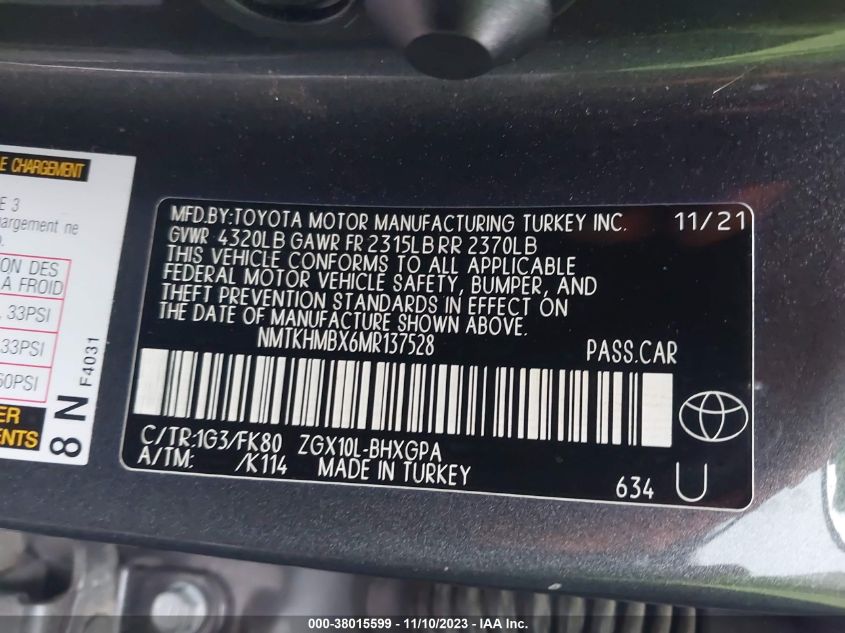 E CHARGEMENT
E 3
argement ne
ON DES
A FROID
33PSI
33PSI
60PSI
ER
ENTS
8 N
F4031
MFD.BY:TOYOTA MOTOR MANUFACTURING TURKEY INC. 11/21
GVWR 4320LB GAWR FR 2315LB RR 2370LB
THIS VEHICLE CONFORMS TO ALL APPLICABLE
FEDERAL MOTOR VEHICLE SAFETY, BUMPER, AND
THEFT PREVENTION STANDARDS IN EFFECT ON
THE DATE OF MANUFACTURE SHOWN ABOVE.
NMTKHMBX6MR137528 PASS.CAR
C/TR:1G3/FK80 ZGX10L-BHXGPA
A/TM: /K114 MADE IN TURKEY
634 U
000-38015599 — 11/10/2023 — IAA Inc.